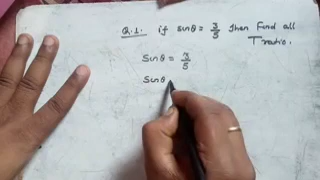 Q.1. if sinθ = 3/5 then find all
T ratio.
sinθ = 3/5
sinθ